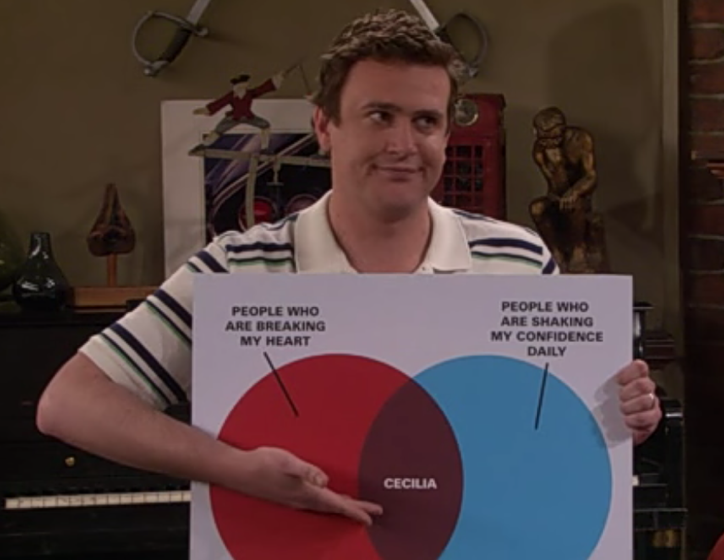 PEOPLE WHO
ARE BREAKING
MY HEART
PEOPLE WHO
ARE SHAKING
MY CONFIDENCE
DAILY
CECILIA